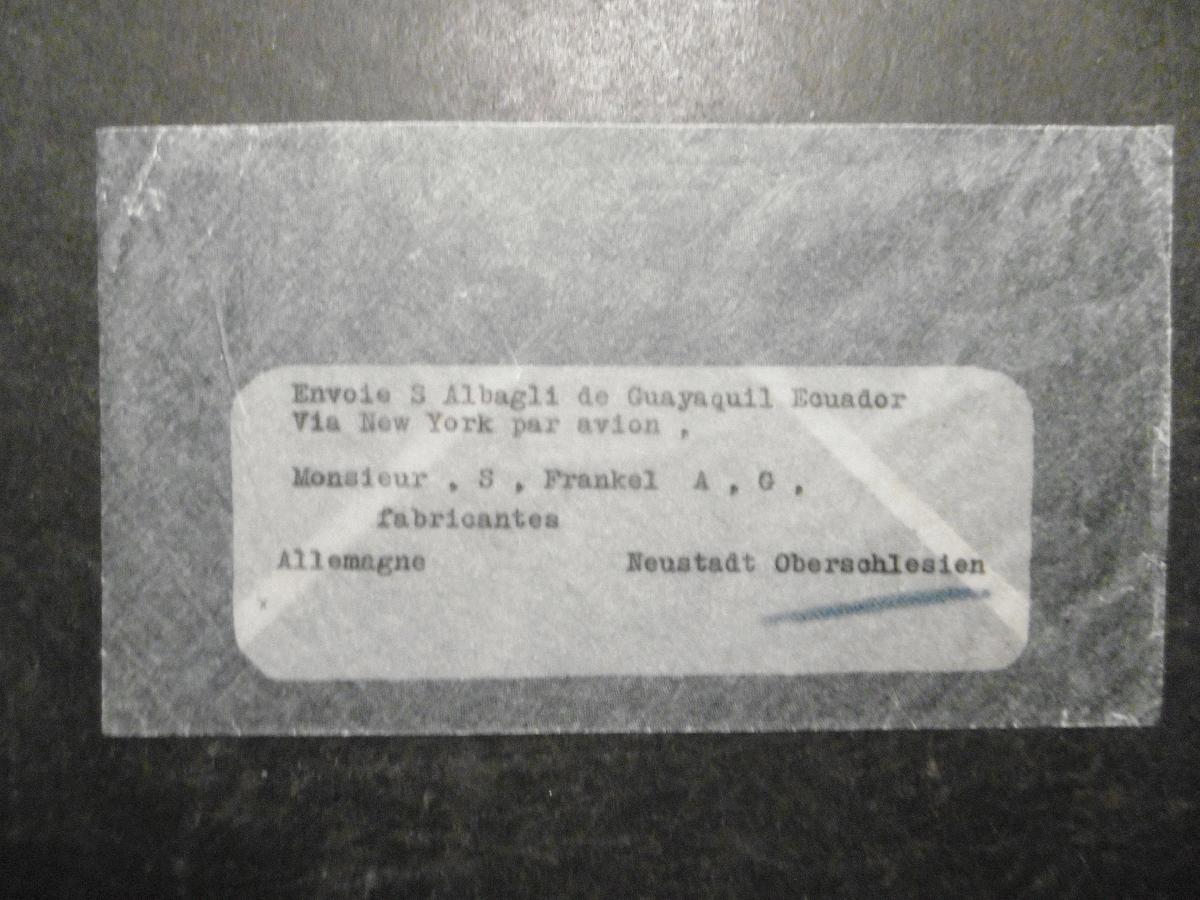 Envoie S Albagli de Guayaquil Ecuador
Via New York par avion ,
Monsieur , S , Frankel A , G ,
fabricantes
Allemagne Neustadt Oberschlesien